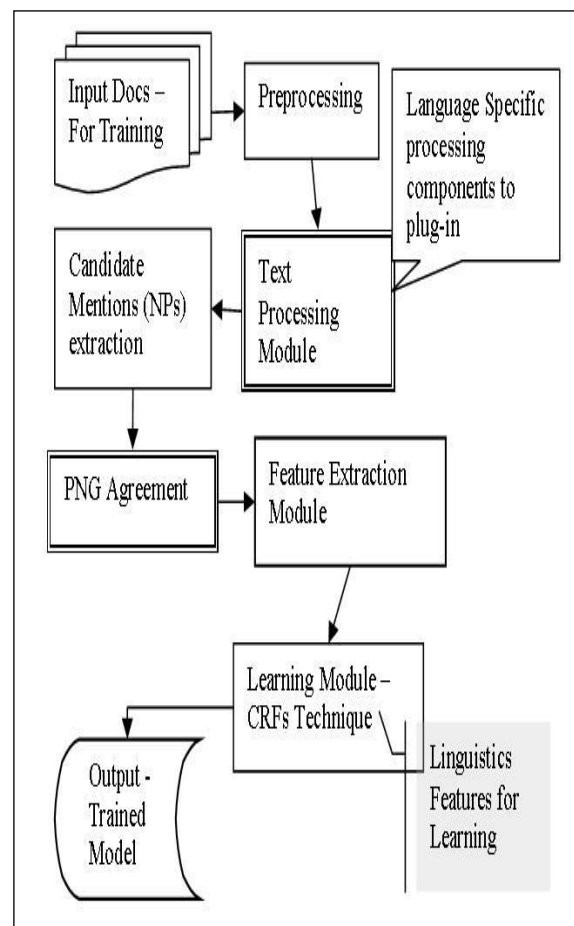 Input Docs –
For Training
Preprocessing
Language Specific
processing
components to
plug-in
Text
Processing
Module
Candidate
Mentions (NPs)
extraction
PNG Agreement
Feature Extraction
Module
Learning Module –
CRFs Technique
Linguistics
Features for
Learning
Output -
Trained
Model